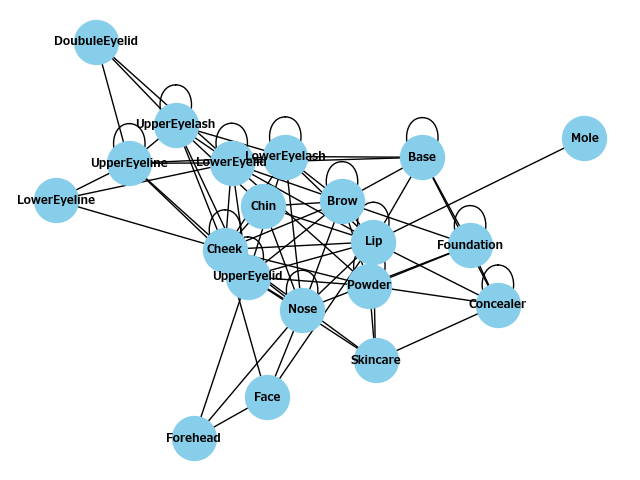 DoubuleEyelid
UpperEyelash
Mole
UpperEyeline
LowerEyelid
LowerEyelash
Base
LowerEyeline
Chin
Brow
Cheek
Lip
Foundation
UpperEyelid
Powder
Nose
Concealer
Skincare
Face
Forehead